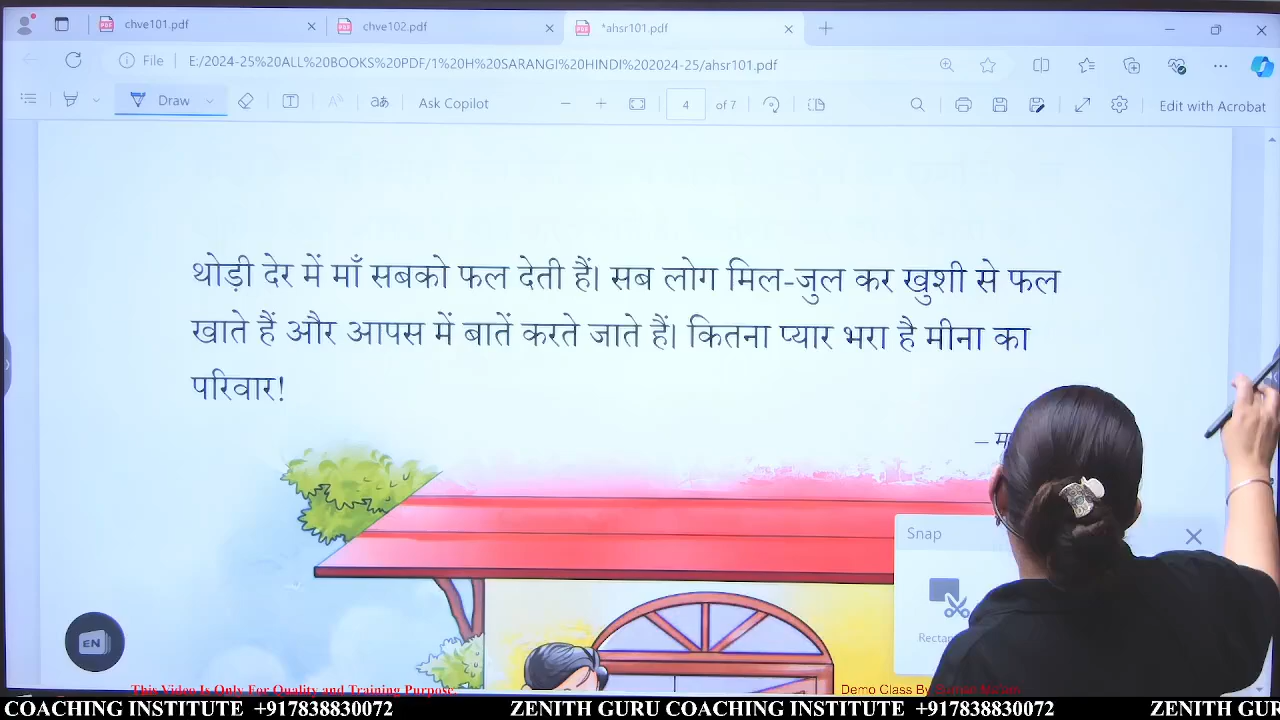 chve101.pdf
chve102.pdf
*ahsr101.pdf
File
E:/2024-25%20ALL%20BOOKS%20PDF/1%20H%20SARANGI%20HINDI%202024-25/ahsr101.pdf
Draw
Ask Copilot
4
of 7
Edit with Acrobat
थोड़ी देर में माँ सबको फल देती हैं। सब लोग मिल-जुल कर खुशी से फल
खाते हैं और आपस में बातें करते जाते हैं। कितना प्यार भरा है मीना का
परिवार!
Snap
EN
This Video Is Only For Quality and Training Purpose
Demo Class By
COACHING INSTITUTE +917838830072
ZENITH GURU COACHING INSTITUTE +917838830072
ZENITH GU